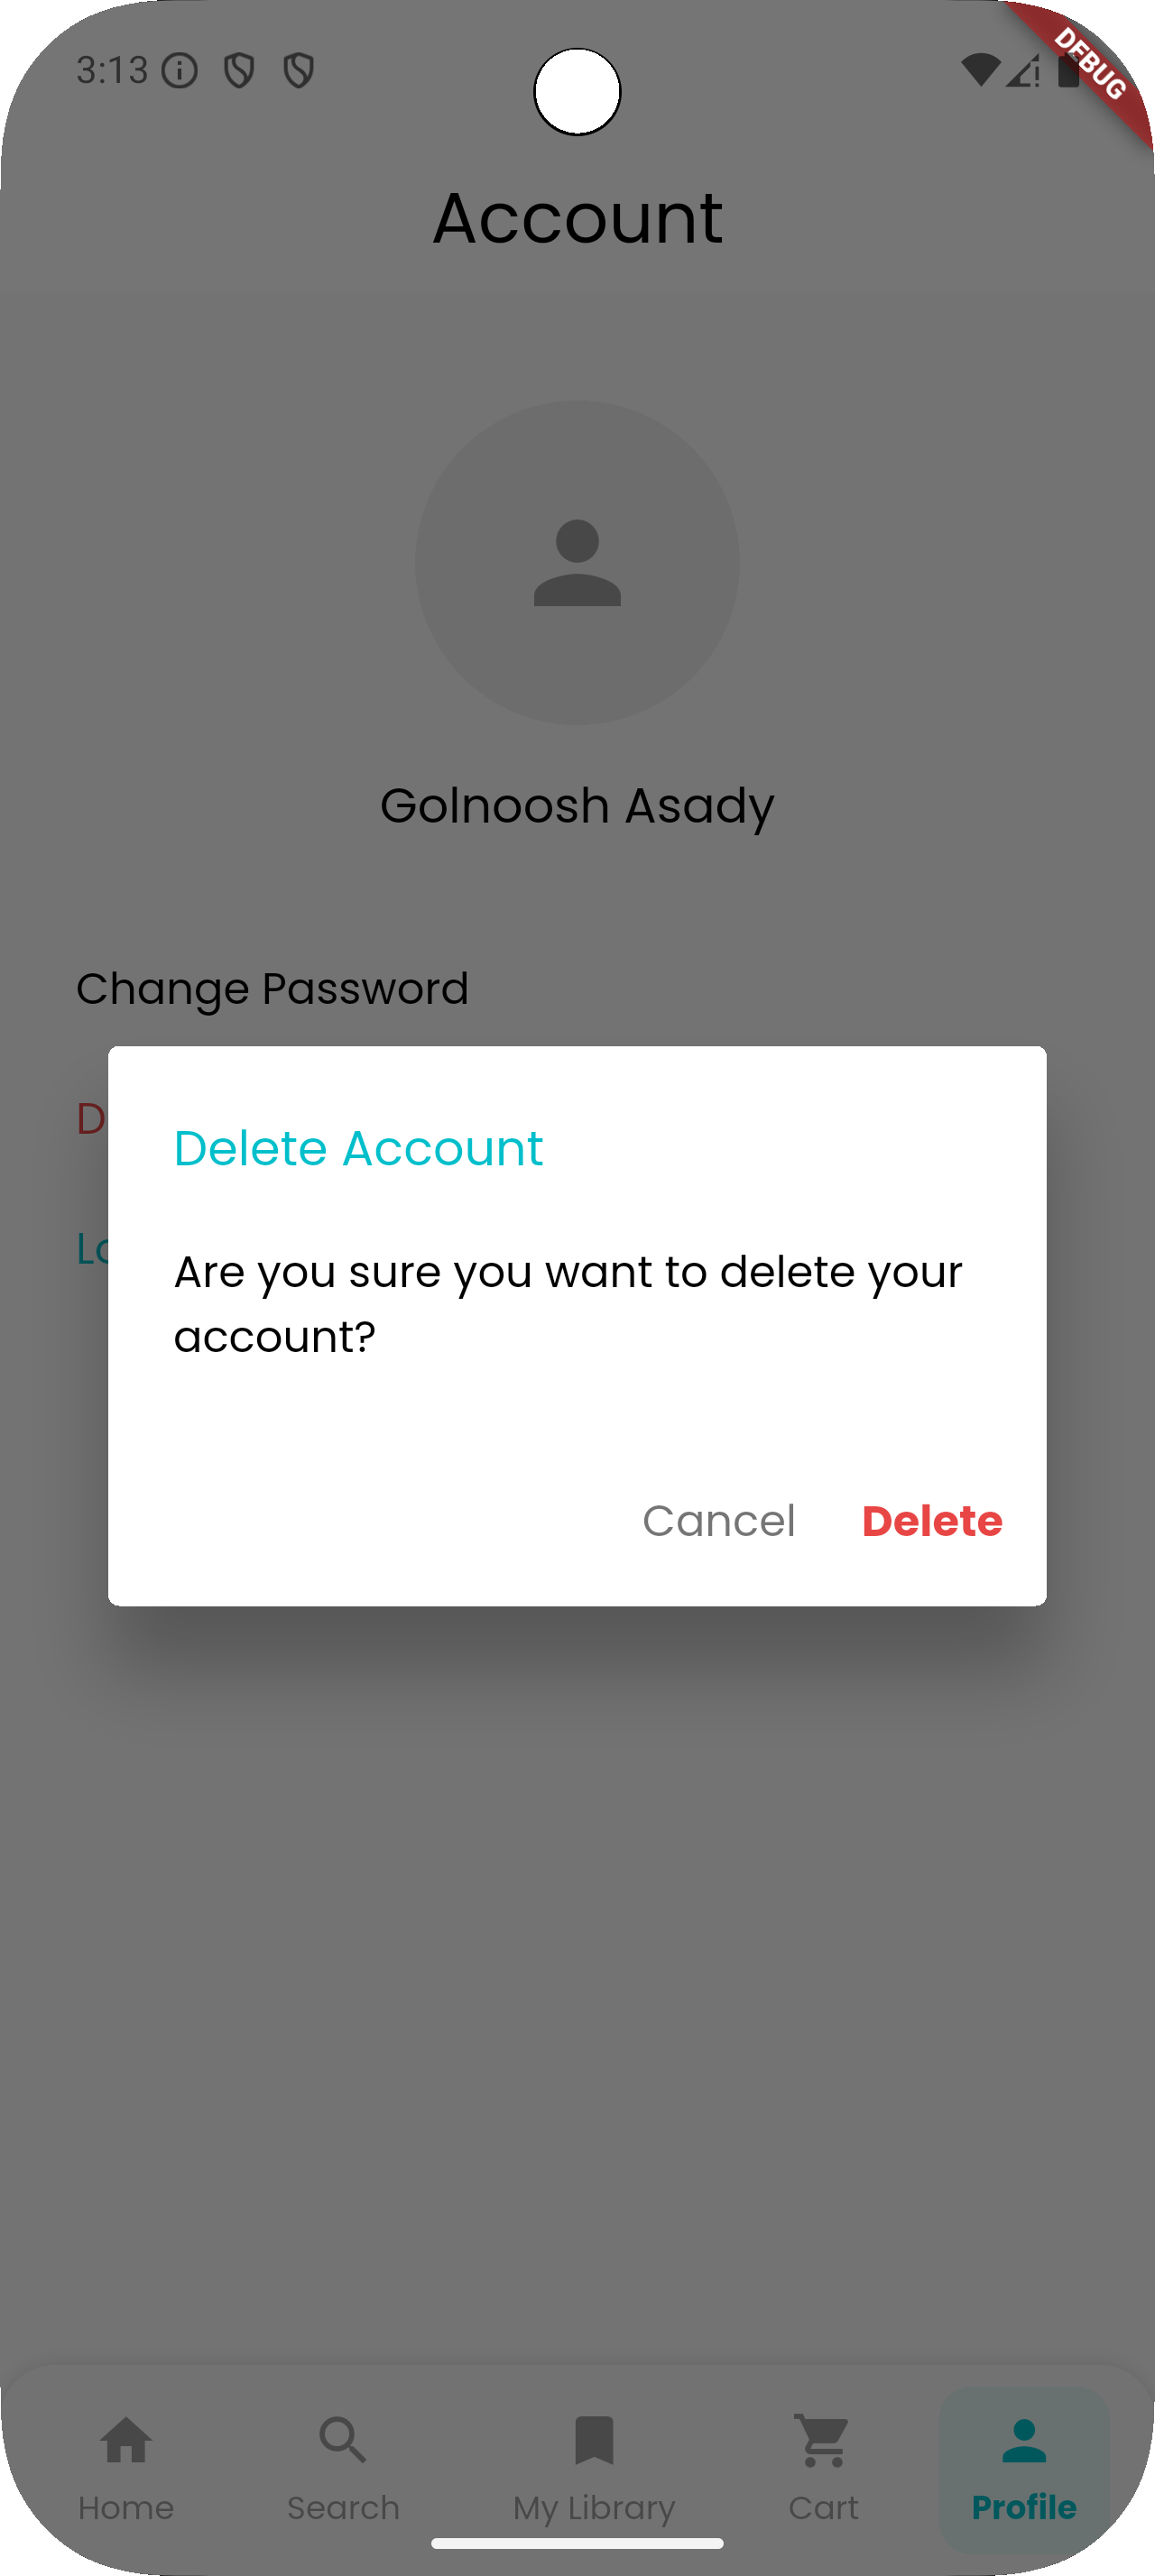 3:13
DEBUG
Account
Golnoosh Asady
Change Password
D
Delete Account
Lo
Are you sure you want to delete your
account?
Cancel Delete
Home Search My Library Cart Profile